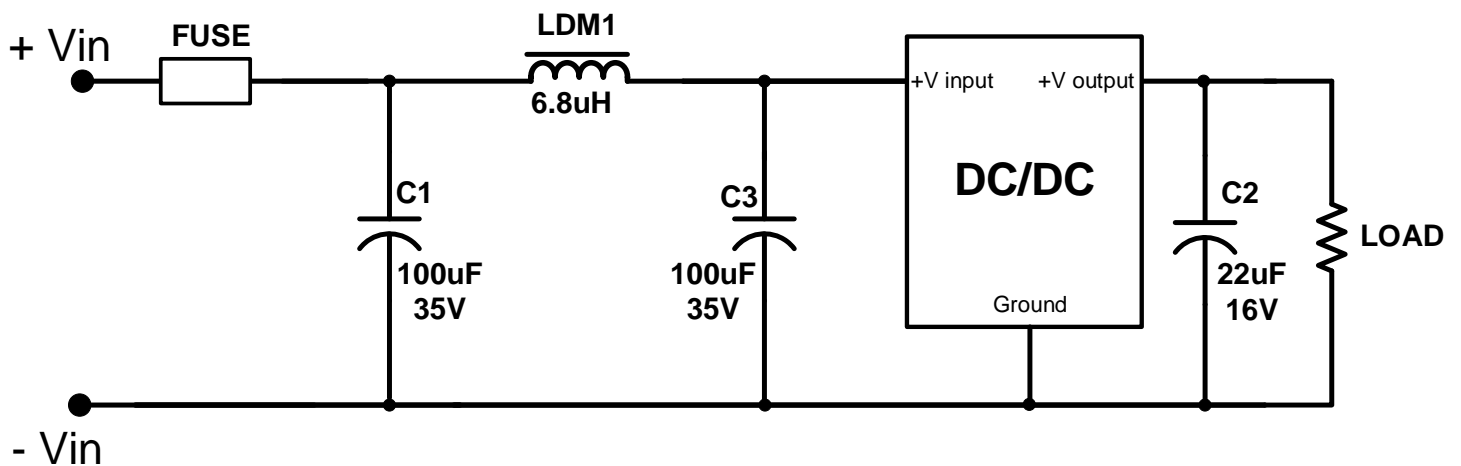 + Vin
FUSE
LDM1
6.8uH
+V input
+V output
DC/DC
Ground
C1
100uF
35V
C3
100uF
35V
C2
22uF
16V
LOAD
- Vin